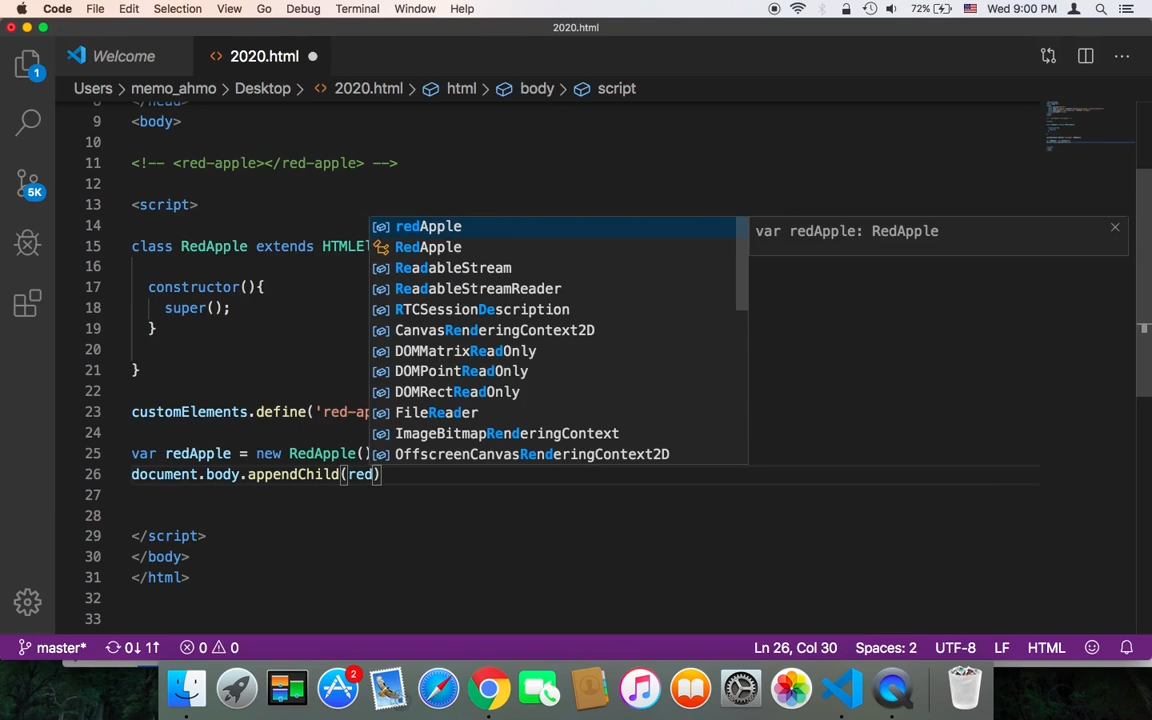 Code File Edit Selection View Go Debug Terminal Window Help 72% Wed 9:00 PM
2020.html
Welcome
2020.html
Users > memo_ahmo > Desktop > 2020.html > html > body > script
1
5K
8 </head>
9 <body>
10
11 <!-- <red-apple></red-apple> -->
12
13 <script>
14
15 class RedApple extends HTMLEl
16
17 constructor(){
18 super();
19 }
20
21 }
22
23 customElements.define('red-ap
24
25 var redApple = new RedApple()
26 document.body.appendChild(red)
27
28
29 </script>
30 </body>
31 </html>
32
33
redApple
RedApple
ReadableStream
ReadableStreamReader
RTCSessionDescription
CanvasRenderingContext2D
DOMMatrixReadOnly
DOMPointReadOnly
DOMRectReadOnly
FileReader
ImageBitmapRenderingContext
OffscreenCanvasRenderingContext2D
var redApple: RedApple
master* 0↓ 1↑ 0 0 Ln 26, Col 30 Spaces: 2 UTF-8 LF HTML
2